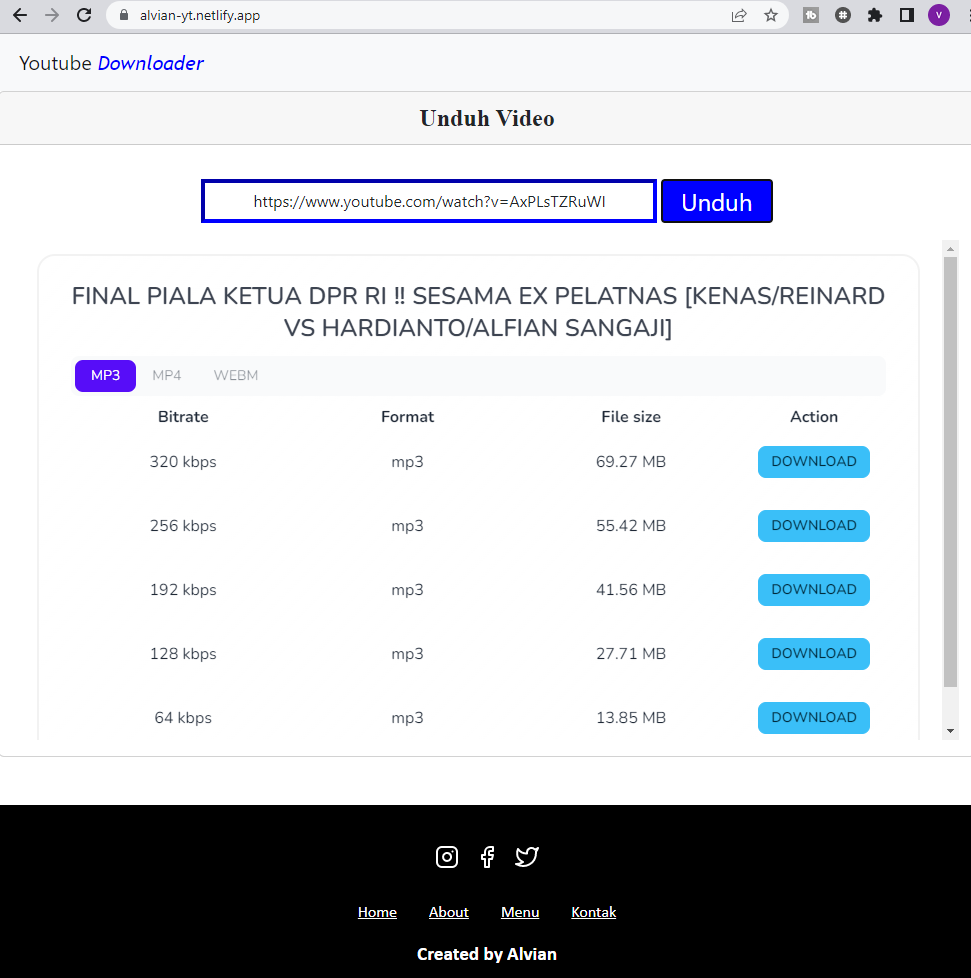 alvian-yt.netlify.app
Youtube Downloader
Unduh Video
https://www.youtube.com/watch?v=AxPLsTZRuWI Unduh
FINAL PIALA KETUA DPR RI !! SESAMA EX PELATNAS [KENAS/REINARD
VS HARDIANTO/ALFIAN SANGAJI]
MP3 MP4 WEBM
Bitrate Format File size Action
320 kbps mp3 69.27 MB DOWNLOAD
256 kbps mp3 55.42 MB DOWNLOAD
192 kbps mp3 41.56 MB DOWNLOAD
128 kbps mp3 27.71 MB DOWNLOAD
64 kbps mp3 13.85 MB DOWNLOAD
Home About Menu Kontak
Created by Alvian